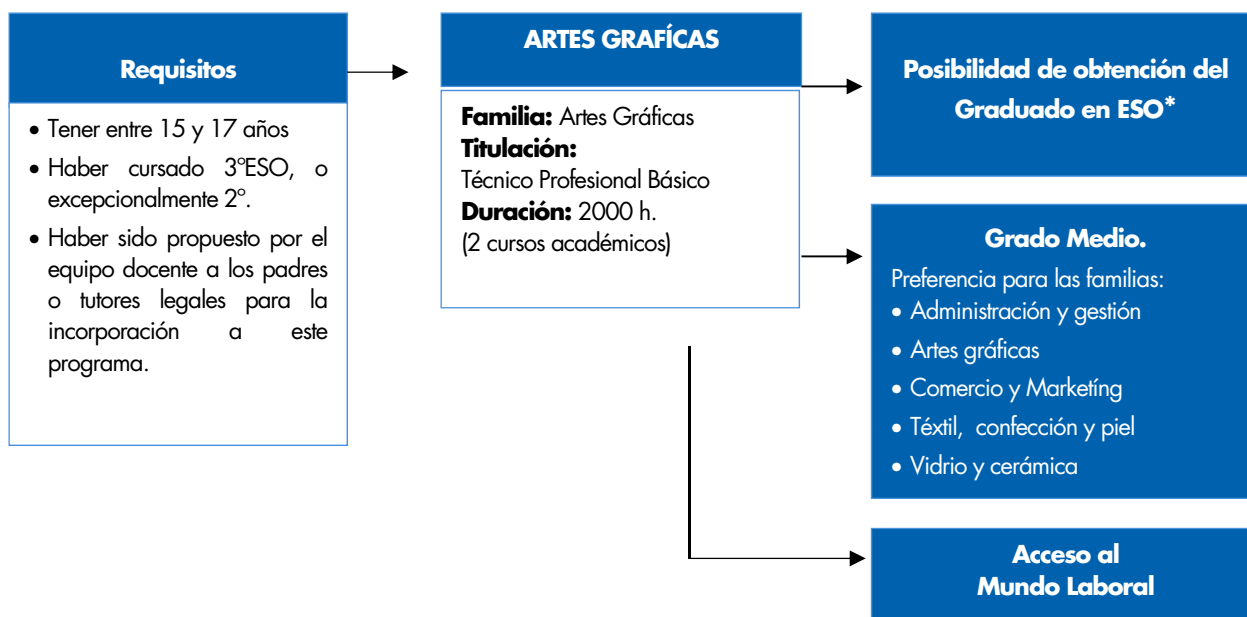 Requisitos
• Tener entre 15 y 17 años
• Haber cursado 3ºESO, o
excepcionalmente 2º.
• Haber sido propuesto por el
equipo docente a los padres
o tutores legales para la
incorporación a este
programa.
ARTES GRAFÍCAS
Familia: Artes Gráficas
Titulación:
Técnico Profesional Básico
Duración: 2000 h.
(2 cursos académicos)
Posibilidad de obtención del
Graduado en ESO*
Grado Medio.
Preferencia para las familias:
• Administración y gestión
• Artes gráficas
• Comercio y Marketíng
• Téxtil, confección y piel
• Vidrio y cerámica
Acceso al
Mundo Laboral